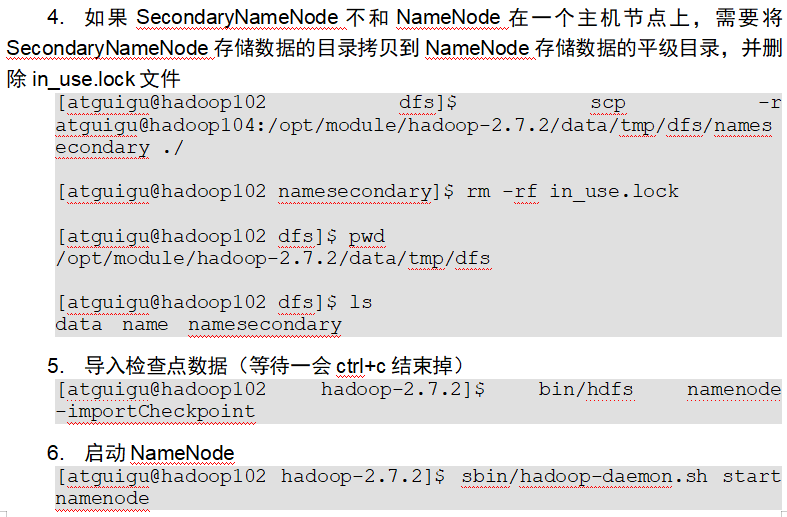 4. 如果 SecondaryNameNode 不和 NameNode 在一个主机节点上，需要将
SecondaryNameNode 存储数据的目录拷贝到 NameNode 存储数据的平级目录，并删
除 in_use.lock 文件
[atguigu@hadoop102 dfs]$ scp -r
atguigu@hadoop104:/opt/module/hadoop-2.7.2/data/tmp/dfs/names
econdary ./
[atguigu@hadoop102 namesecondary]$ rm -rf in_use.lock
[atguigu@hadoop102 dfs]$ pwd
/opt/module/hadoop-2.7.2/data/tmp/dfs
[atguigu@hadoop102 dfs]$ ls
data name namesecondary
5. 导入检查点数据（等待一会 ctrl+c 结束掉）
[atguigu@hadoop102 hadoop-2.7.2]$ bin/hdfs namenode
-importCheckpoint
6. 启动 NameNode
[atguigu@hadoop102 hadoop-2.7.2]$ sbin/hadoop-daemon.sh start
namenode